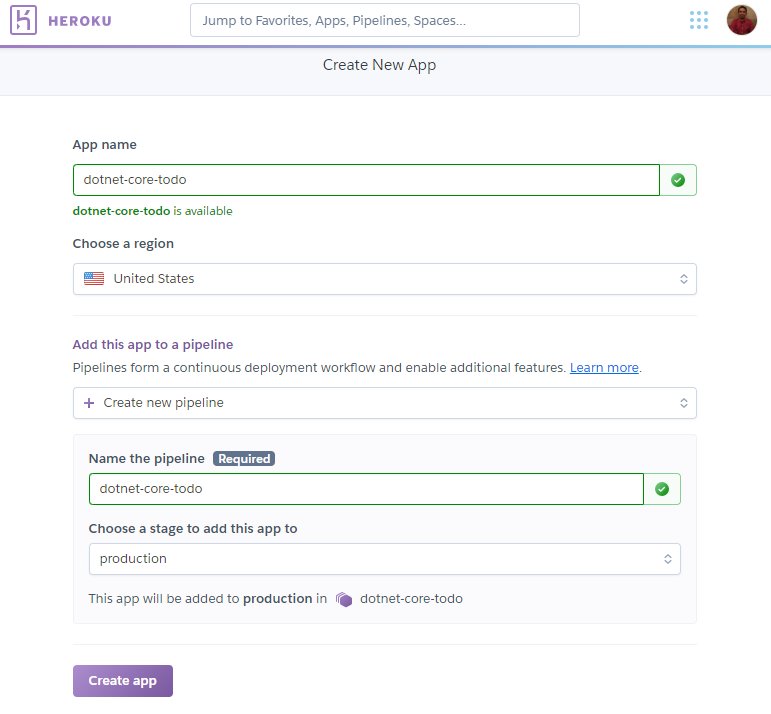 HEROKU
Jump to Favorites, Apps, Pipelines, Spaces...
Create New App
App name
dotnet-core-todo
dotnet-core-todo is available
Choose a region
United States
Add this app to a pipeline
Pipelines form a continuous deployment workflow and enable additional features. Learn more.
+ Create new pipeline
Name the pipeline Required
dotnet-core-todo
Choose a stage to add this app to
production
This app will be added to production in dotnet-core-todo
Create app